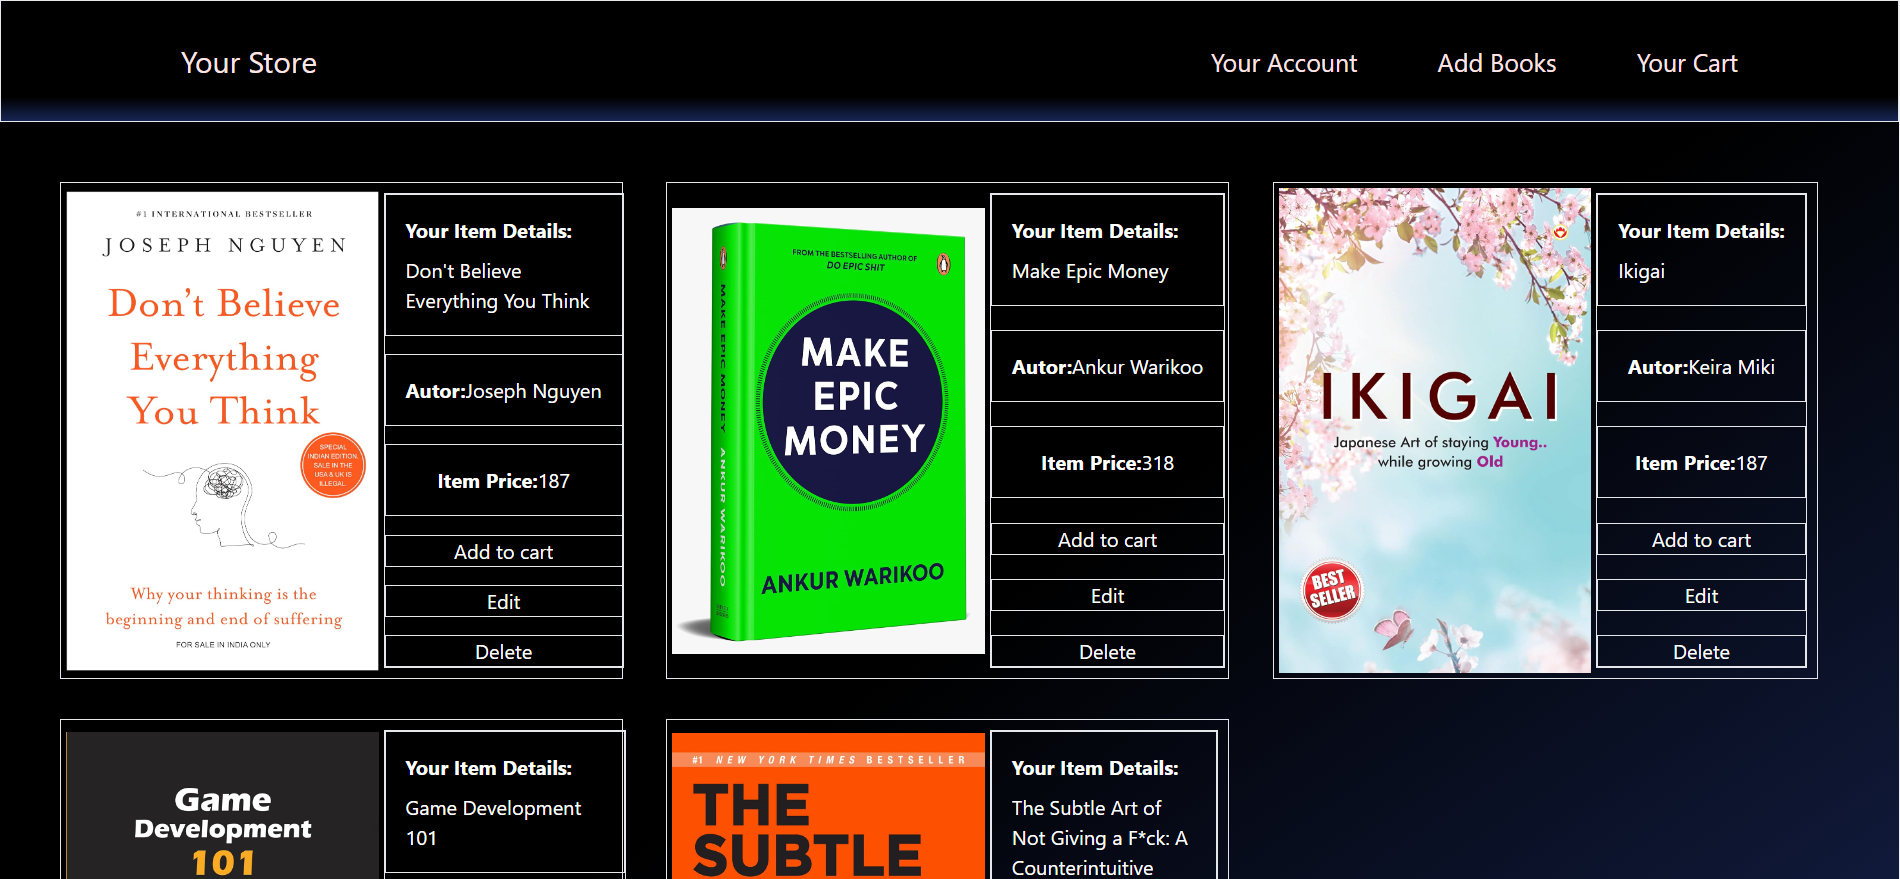 Your Store
Your Account
Add Books
Your Cart
#1 INTERNATIONAL BESTSELLER
JOSEPH NGUYEN
Don't Believe
Everything
You Think
SPECIAL
INDIAN EDITION.
SALE IN THE
USA & UK IS
ILLEGAL
Why your thinking is the
beginning and end of suffering
FOR SALE IN INDIA ONLY
Your Item Details:
Don't Believe
Everything You Think
Autor:Joseph Nguyen
Item Price:187
Add to cart
Edit
Delete
MAKE EPIC MONEY ANKUR WARIKOO
FROM THE BESTSELLING AUTHOR OF
DO EPIC SHIT
MAKE
EPIC
MONEY
ANKUR WARIKOO
Your Item Details:
Make Epic Money
Autor:Ankur Warikoo
Item Price:318
Add to cart
Edit
Delete
IKIGAI
Japanese Art of staying Young..
while growing Old
BEST
SELLER
Your Item Details:
Ikigai
Autor:Keira Miki
Item Price:187
Add to cart
Edit
Delete
Game
Development
101
Your Item Details:
Game Development
101
#1 NEW YORK TIMES BESTSELLER
THE
SUBTLE
Your Item Details:
The Subtle Art of
Not Giving a F*ck: A
Counterintuitive